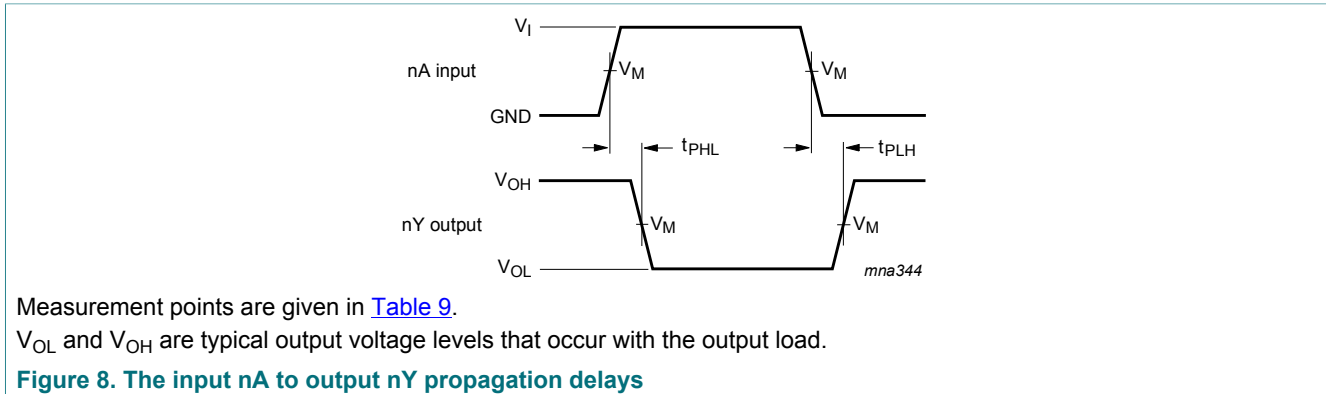 V_I
nA input
V_M
V_M
GND
t_PHL
t_PLH
V_OH
nY output
V_M
V_M
V_OL
mna344
Measurement points are given in Table 9.
V_OL and V_OH are typical output voltage levels that occur with the output load.
Figure 8. The input nA to output nY propagation delays